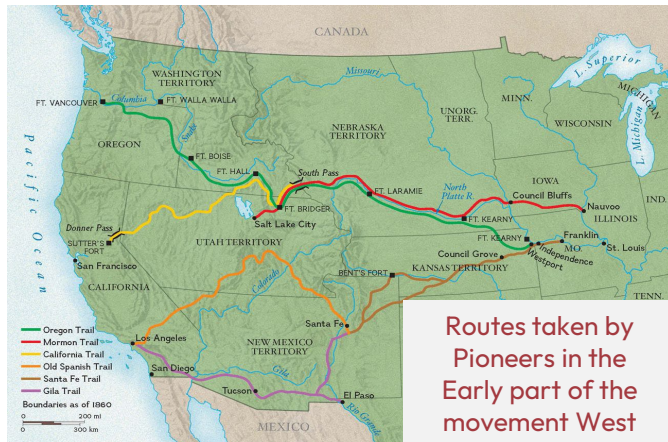 CANADA
L. Superior
WASHINGTON
TERRITORY
Missouri
MICHIGAN
MINN.
FT. VANCOUVER
Columbia
FT. WALLA WALLA
UNORG.
TERR.
L. Michigan
WISCONSIN
NEBRASKA
TERRITORY
Snake
OREGON
FT. BOISE
FT. HALL
South Pass
FT. LARAMIE
North
Platte R.
IOWA
Council Bluffs
IND.
Pacific Ocean
FT. BRIDGER
Nauvoo
ILLINOIS
Salt Lake City
FT. KEARNY
Donner Pass
SUTTER'S
FORT
UTAH TERRITORY
FT. KEARNY
Franklin
MO.
St. Louis
Independence
Westport
San Francisco
Council Grove
BENT'S FORT
KANSAS TERRITORY
CALIFORNIA
Colorado
TENN.
Oregon Trail
Mormon Trail
California Trail
Old Spanish Trail
Santa Fe Trail
Gila Trail
Boundaries as of 1860
0 200 mi
0 300 km
Los Angeles
San Diego
Santa Fe
NEW MEXICO
TERRITORY
Gila
Tucson
El Paso
Rio Grande
MEXICO
Routes taken by
Pioneers in the
Early part of the
movement West